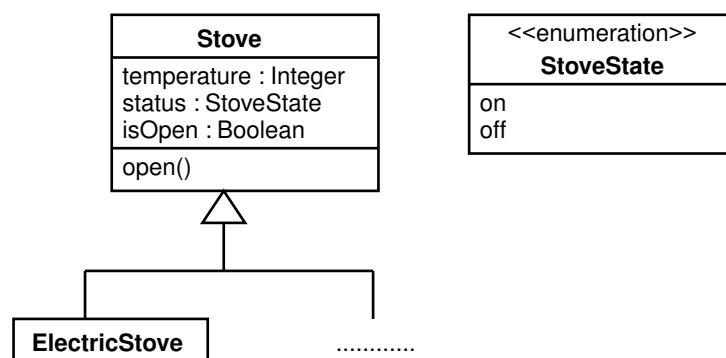 Stove
temperature : Integer
status : StoveState
isOpen : Boolean
open()
<<enumeration>>
StoveState
on
off
ElectricStove
............